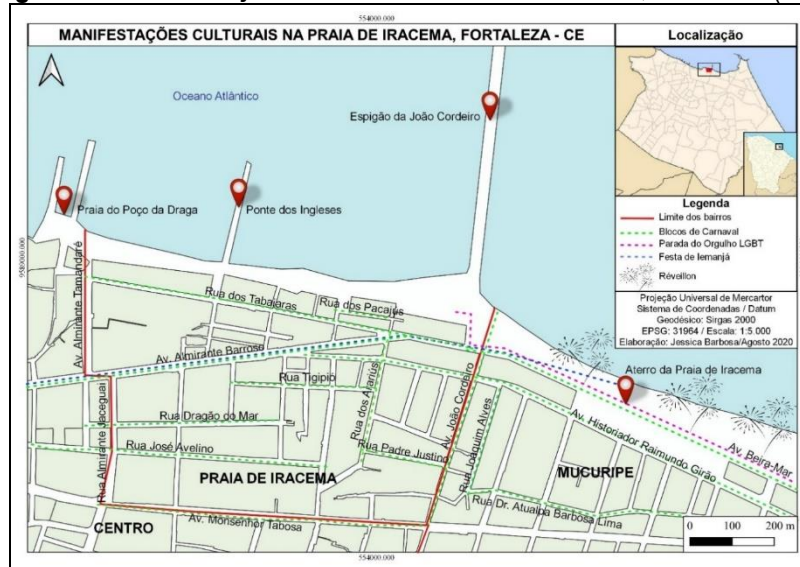 554000.000
MANIFESTAÇÕES CULTURAIS NA PRAIA DE IRACEMA, FORTALEZA - CE
Localização
Oceano Atlântico
Espigão da João Cordeiro
Praia do Poço da Draga
Ponte dos Ingleses
Legenda
Limite dos bairros
Blocos de Carnaval
Parada do Orgulho LGBT
Festa de Iemanjá
Réveillon
Projeção Universal de Mercartor
Sistema de Coordenadas / Datum
Geodésico: Sirgas 2000
EPSG: 31964 / Escala: 1:5.000
Elaboração: Jessica Barbosa/Agosto 2020
Av. Almirante Tamandaré
Rua dos Tabajaras
Rua dos Pacajús
Av. Almirante Barroso
Rua Tigipió
Rua dos Ararius
Av. João Cordeiro
Aterro da Praia de Iracema
Rua Almirante Jaceguai
Rua Dragão do Mar
Rua José Avelino
Rua Padre Justino
Rua Joaquim Alves
Av. Historiador Raimundo Girão
Av. Beira-Mar
PRAIA DE IRACEMA
MUCURIPE
CENTRO
Av. Monsenhor Tabosa
Rua Dr. Atualpa Barbosa Lima
0 100 200 m
554000.000